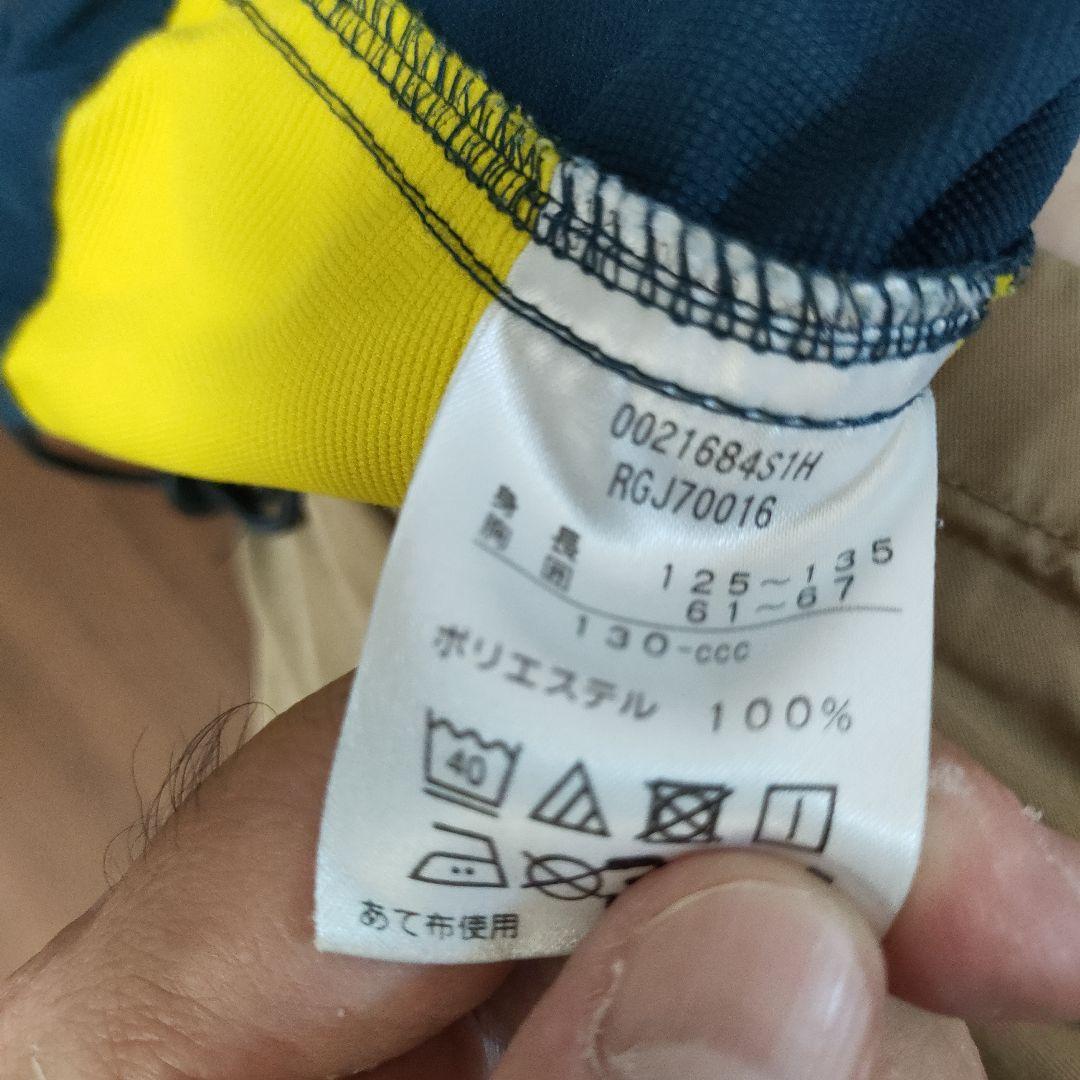 0021684S1H
RGJ70016
身長 125～135
胸囲 61～67
130-ccc
ポリエステル 100%
40
あて布使用